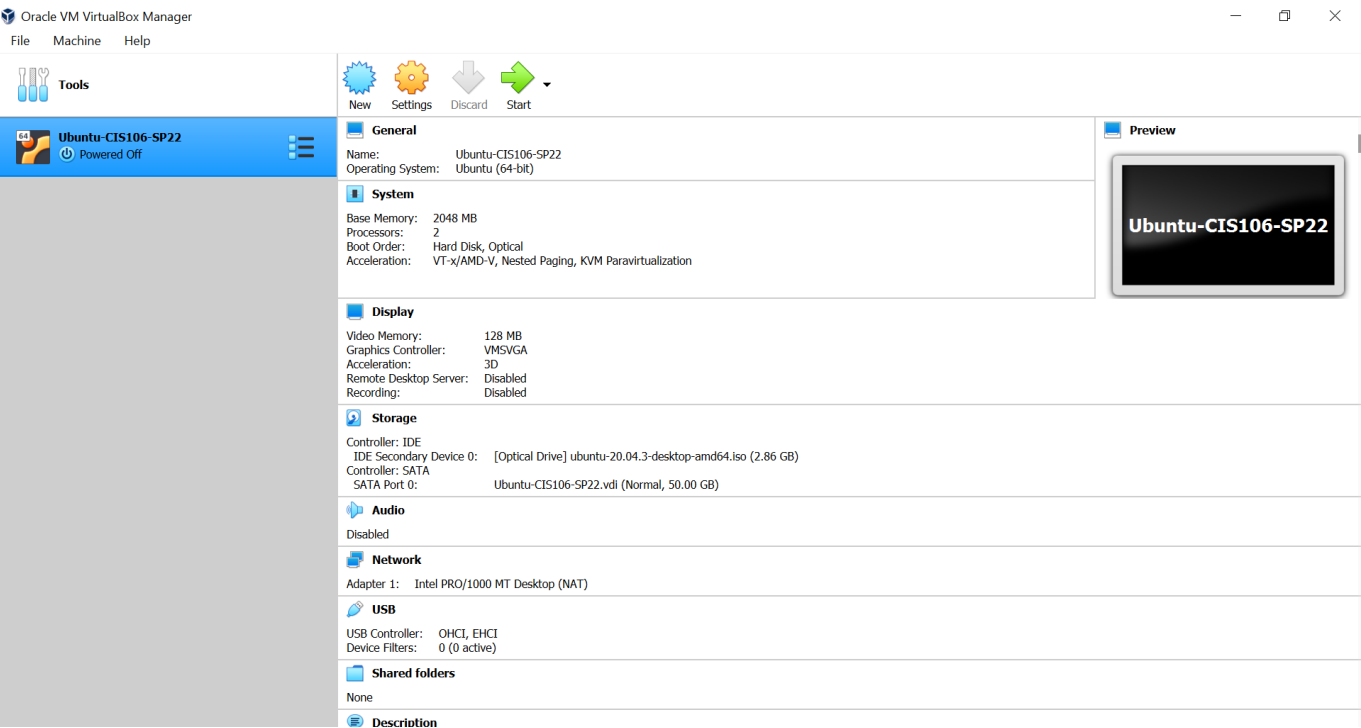 Oracle VM VirtualBox Manager
File Machine Help
Tools
New Settings Discard Start
64
Ubuntu-CIS106-SP22
Powered Off
General
Name: Ubuntu-CIS106-SP22
Operating System: Ubuntu (64-bit)
System
Base Memory: 2048 MB
Processors: 2
Boot Order: Hard Disk, Optical
Acceleration: VT-x/AMD-V, Nested Paging, KVM Paravirtualization
Preview
Ubuntu-CIS106-SP22
Display
Video Memory: 128 MB
Graphics Controller: VMSVGA
Acceleration: 3D
Remote Desktop Server: Disabled
Recording: Disabled
Storage
Controller: IDE
IDE Secondary Device 0: [Optical Drive] ubuntu-20.04.3-desktop-amd64.iso (2.86 GB)
Controller: SATA
SATA Port 0: Ubuntu-CIS106-SP22.vdi (Normal, 50.00 GB)
Audio
Disabled
Network
Adapter 1: Intel PRO/1000 MT Desktop (NAT)
USB
USB Controller: OHCI, EHCI
Device Filters: 0 (0 active)
Shared folders
None
Description